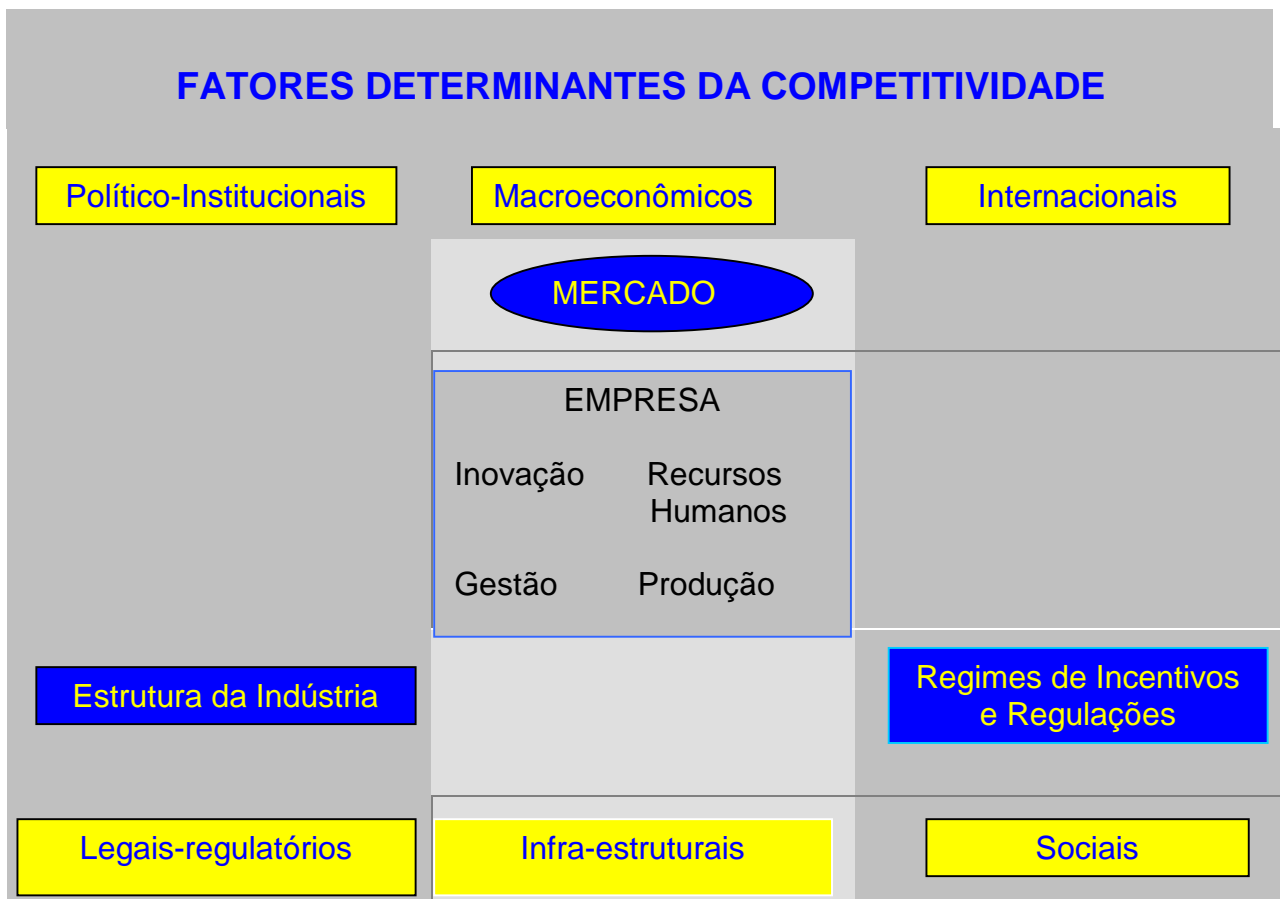 FATORES DETERMINANTES DA COMPETITIVIDADE
Político-Institucionais
Macroeconômicos
Internacionais
MERCADO
EMPRESA
Inovação Recursos
Humanos
Gestão Produção
Estrutura da Indústria
Regimes de Incentivos
e Regulações
Legais-regulatórios
Infra-estruturais
Sociais